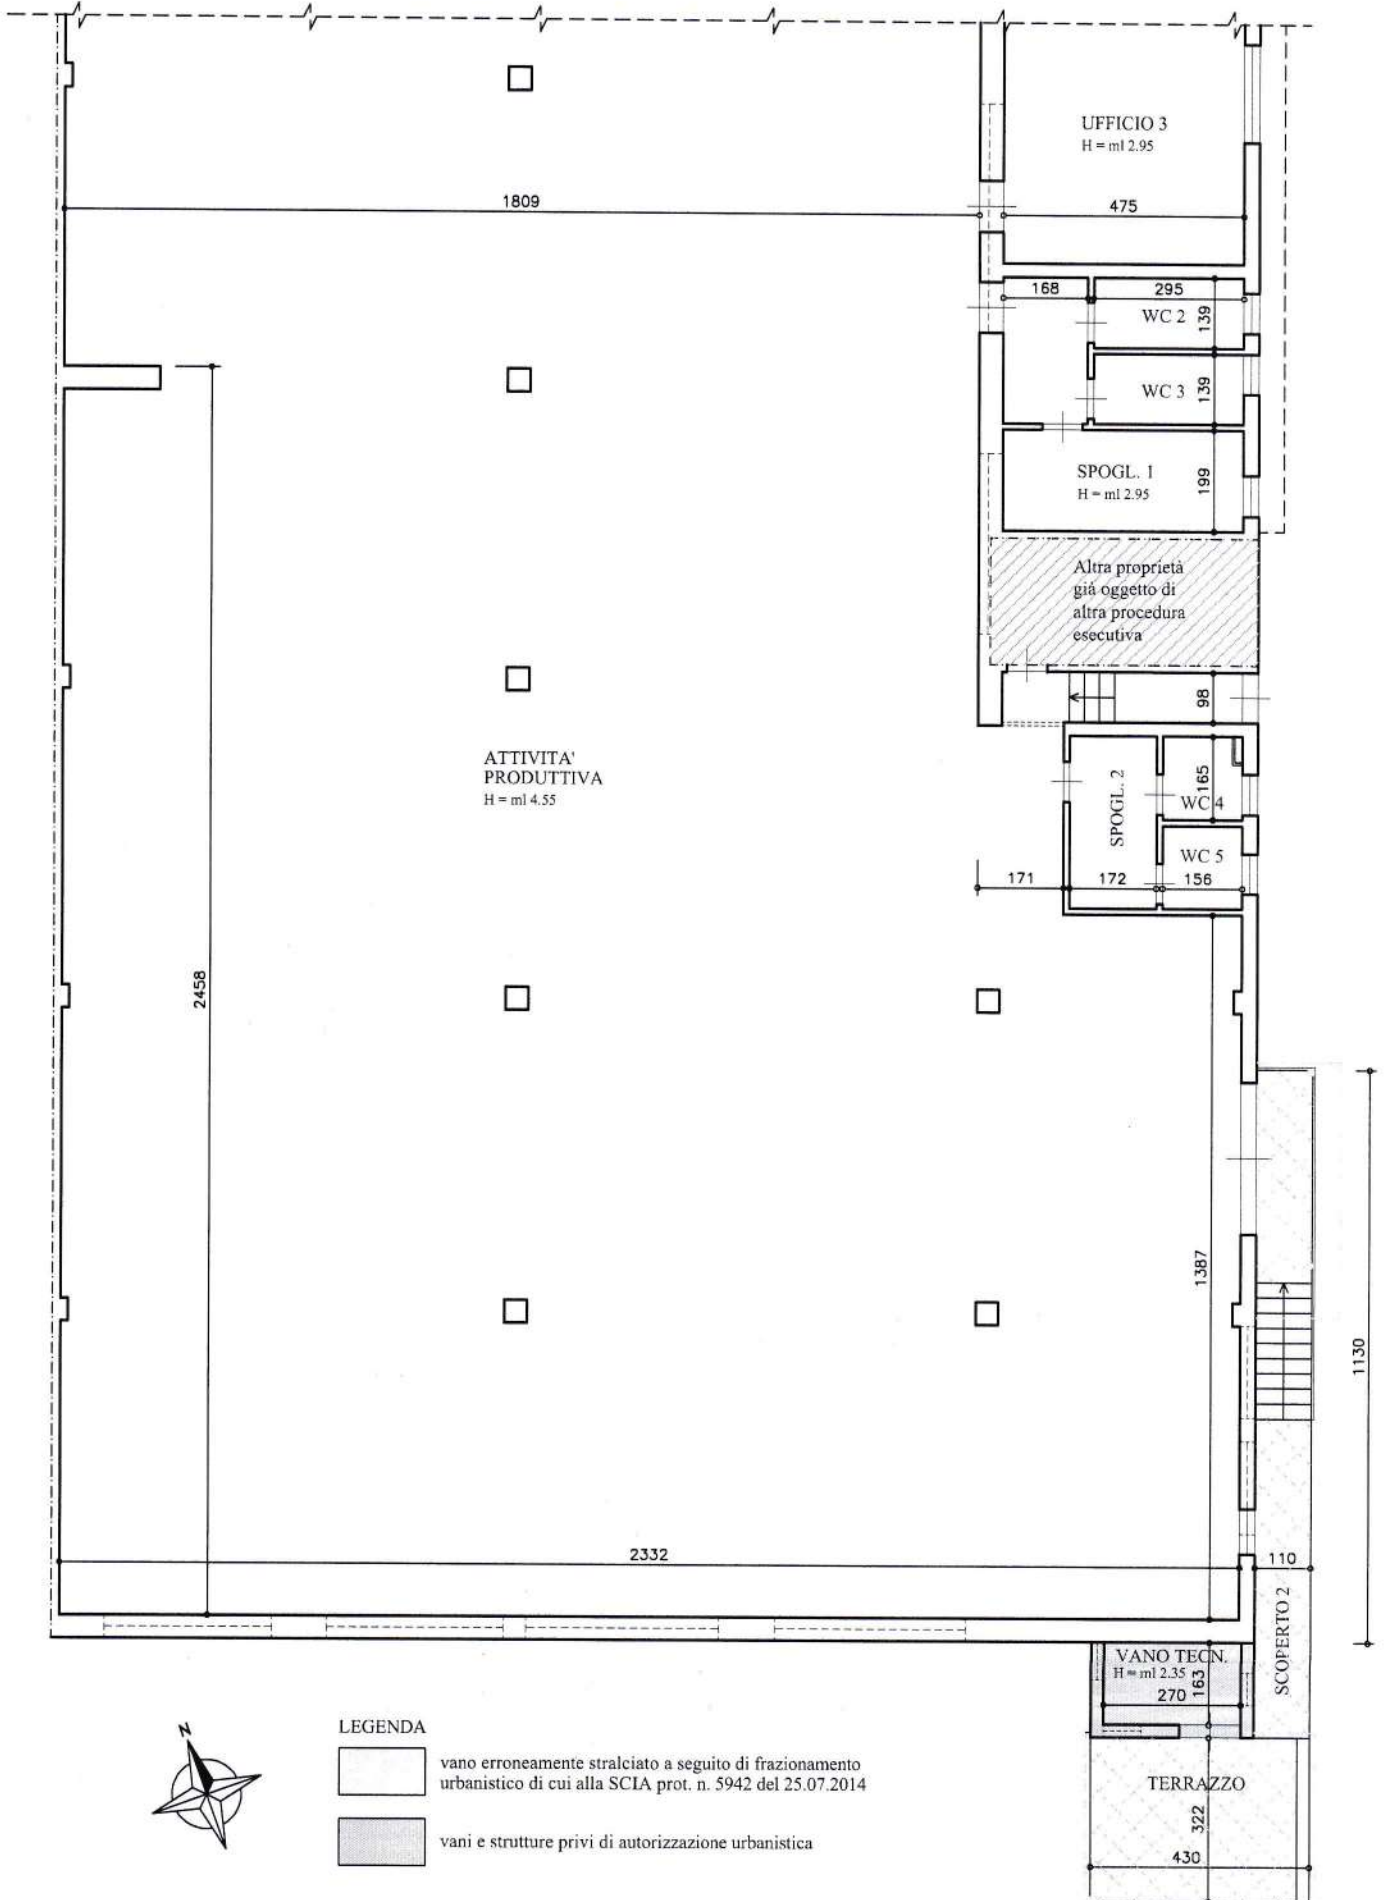 UFFICIO 3
H = ml 2.95
1809
475
168
295
WC 2
139
WC 3
139
SPOGL. 1
H = ml 2.95
199
Altra proprietà
già oggetto di
altra procedura
esecutiva
98
ATTIVITA'
PRODUTTIVA
H = ml 4.55
SPOGL. 2
165
WC 4
WC 5
171
172
156
2458
1387
1130
2332
110
SCOPERTO 2
VANO TECN.
H = ml 2.35
163
270
N
LEGENDA
vano erroneamente stralciato a seguito di frazionamento
urbanistico di cui alla SCIA prot. n. 5942 del 25.07.2014
vani e strutture privi di autorizzazione urbanistica
TERRAZZO
322
430